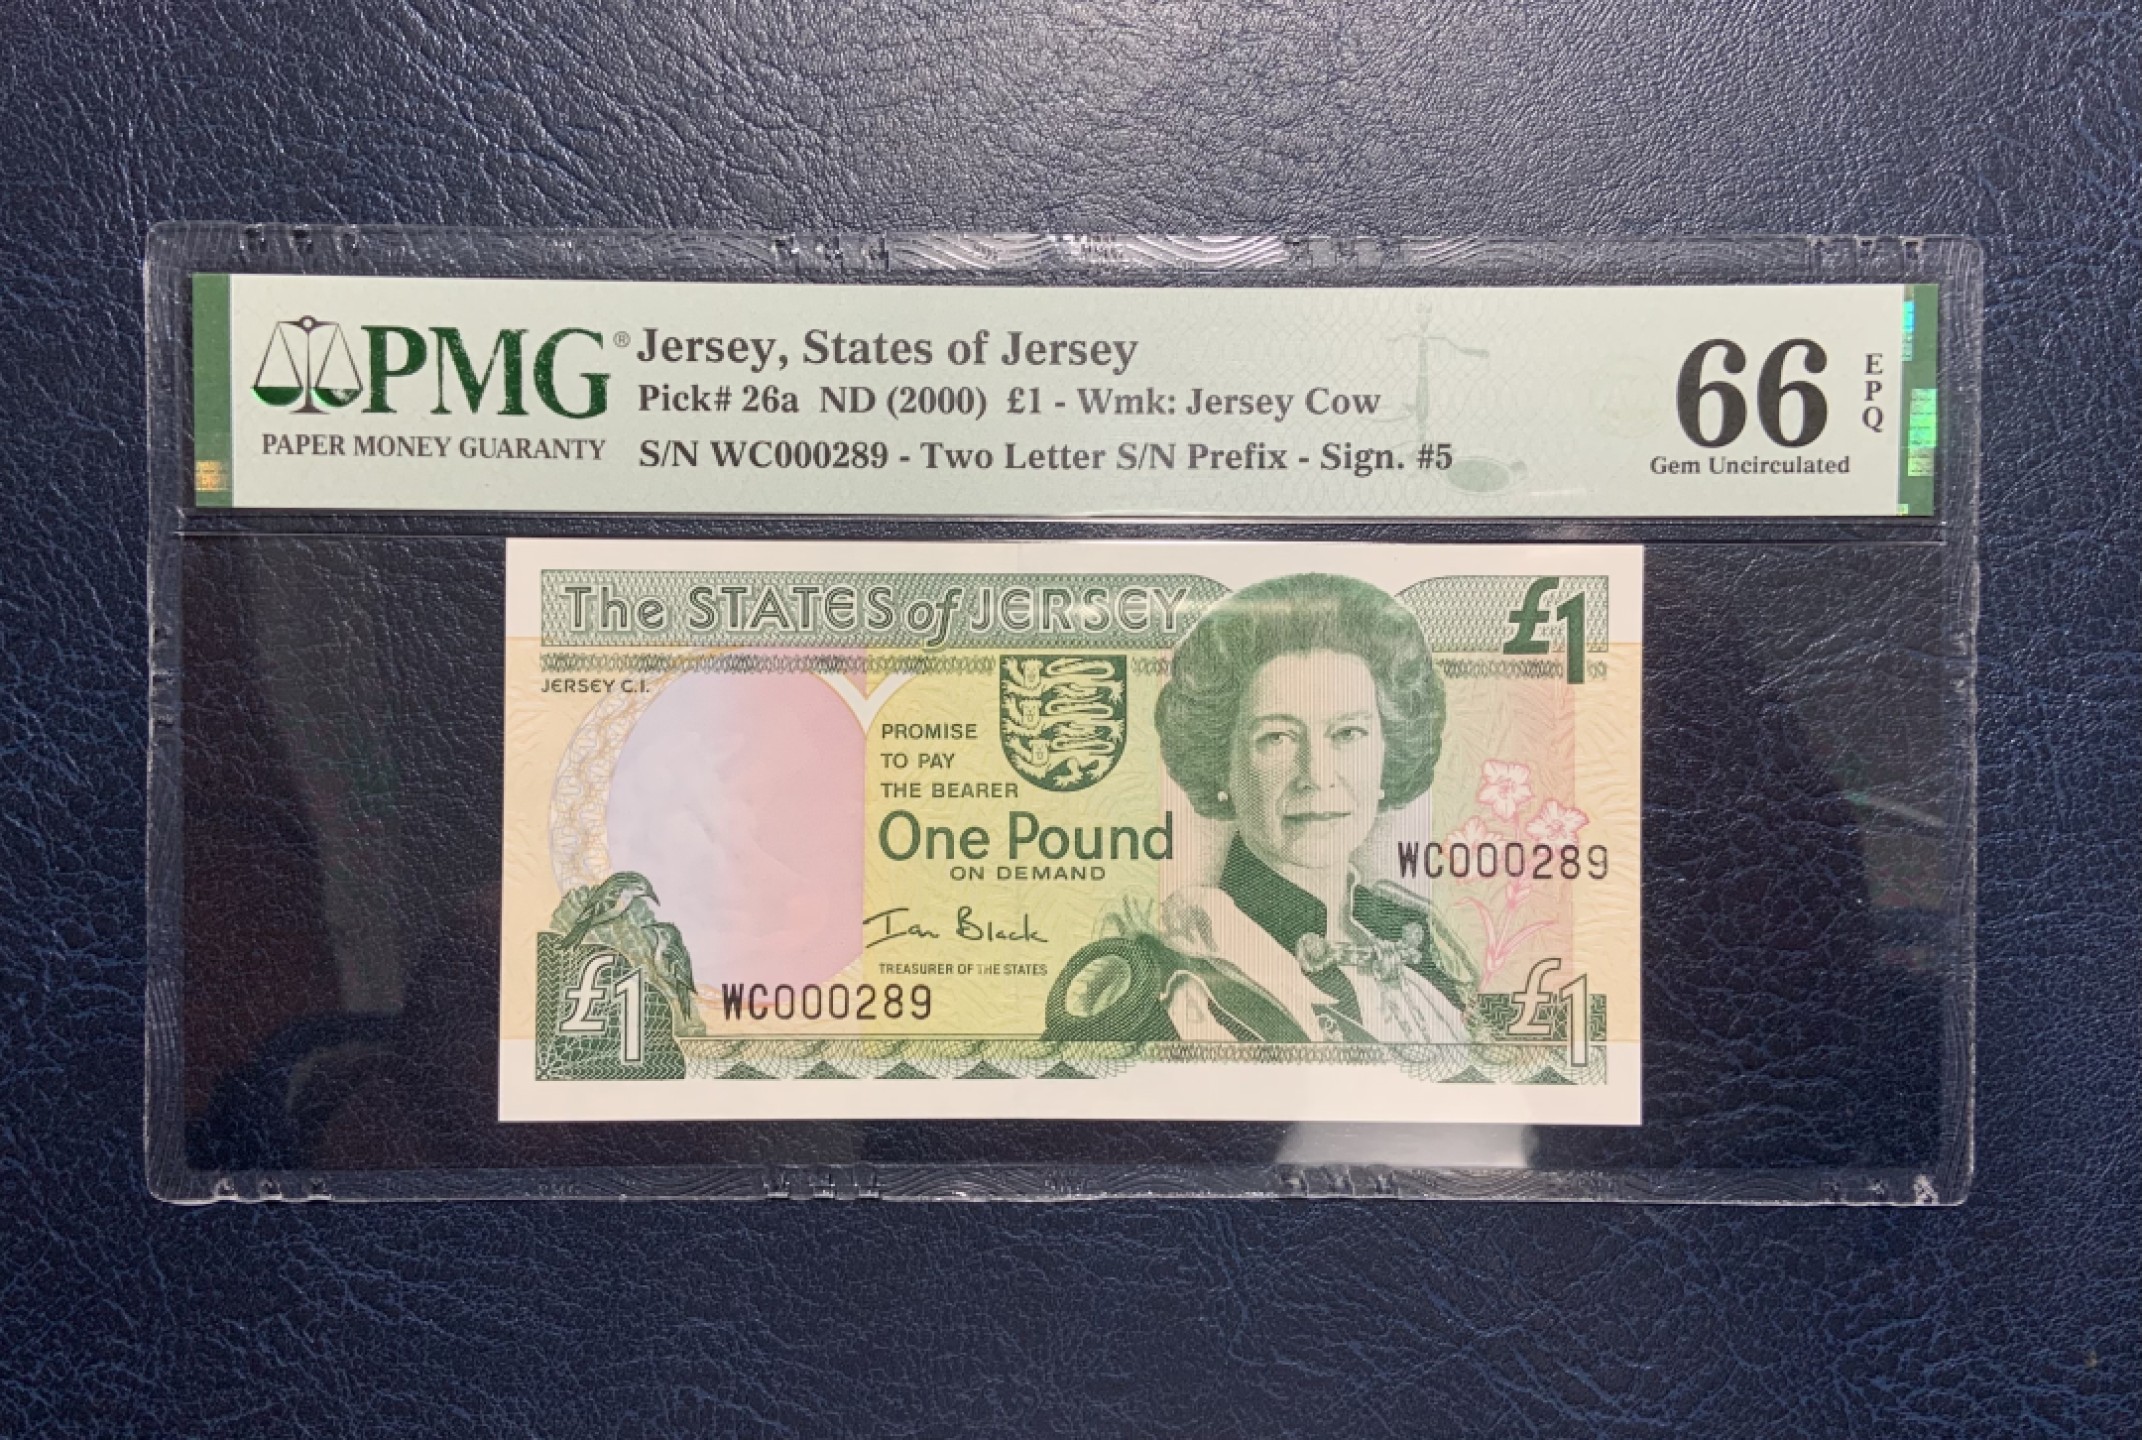 PMG®
PAPER MONEY GUARANTY
Jersey, States of Jersey
Pick# 26a ND (2000) £1 - Wmk: Jersey Cow
S/N WC000289 - Two Letter S/N Prefix - Sign. #5
66
EPQ
Gem Uncirculated
The STATES of JERSEY
£1
JERSEY C.I.
PROMISE
TO PAY
THE BEARER
One Pound
ON DEMAND
WC000289
Ian Black
TREASURER OF THE STATES
£1
WC000289
£1